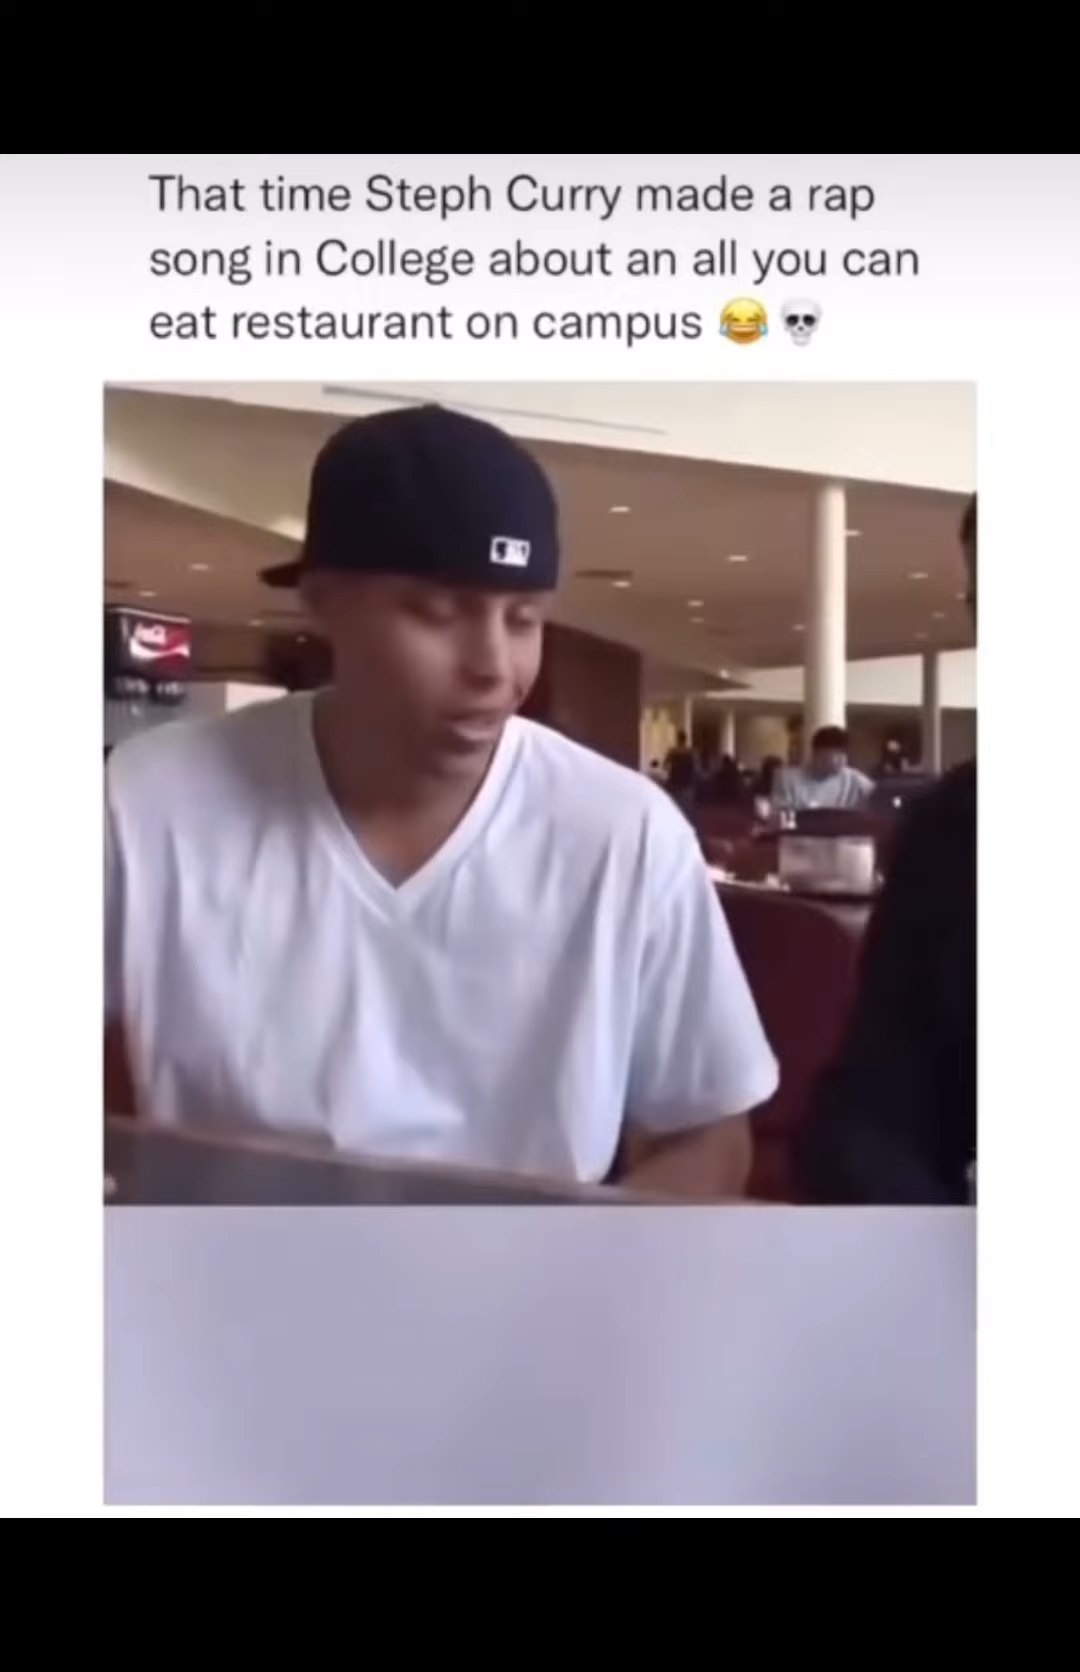 That time Steph Curry made a rap
song in College about an all you can
eat restaurant on campus 😂💀